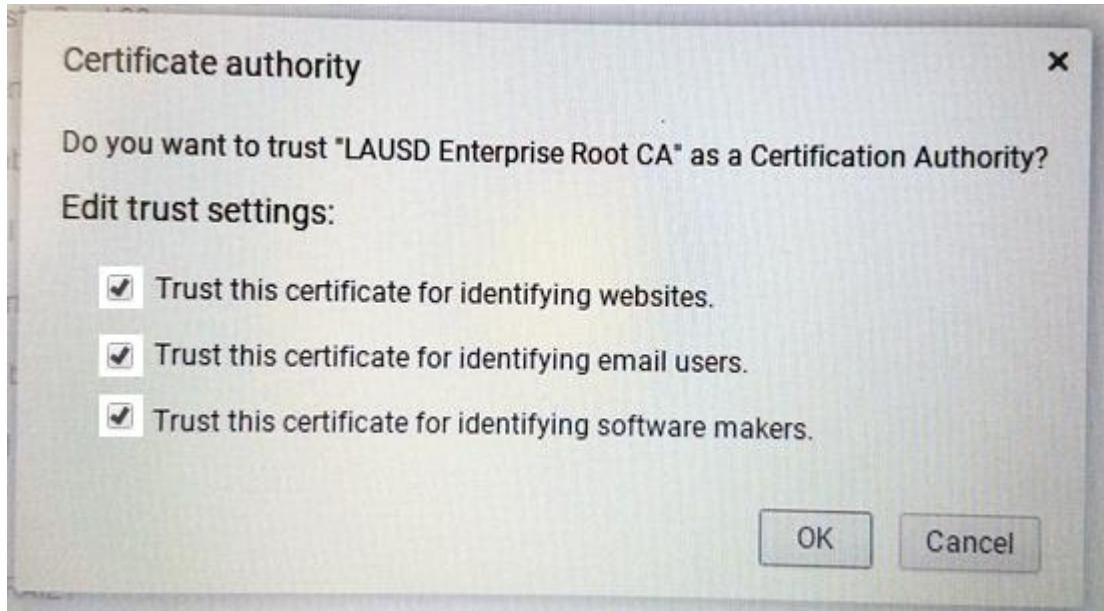 Certificate authority
Do you want to trust "LAUSD Enterprise Root CA" as a Certification Authority?
Edit trust settings:
Trust this certificate for identifying websites.
Trust this certificate for identifying email users.
Trust this certificate for identifying software makers.
OK
Cancel